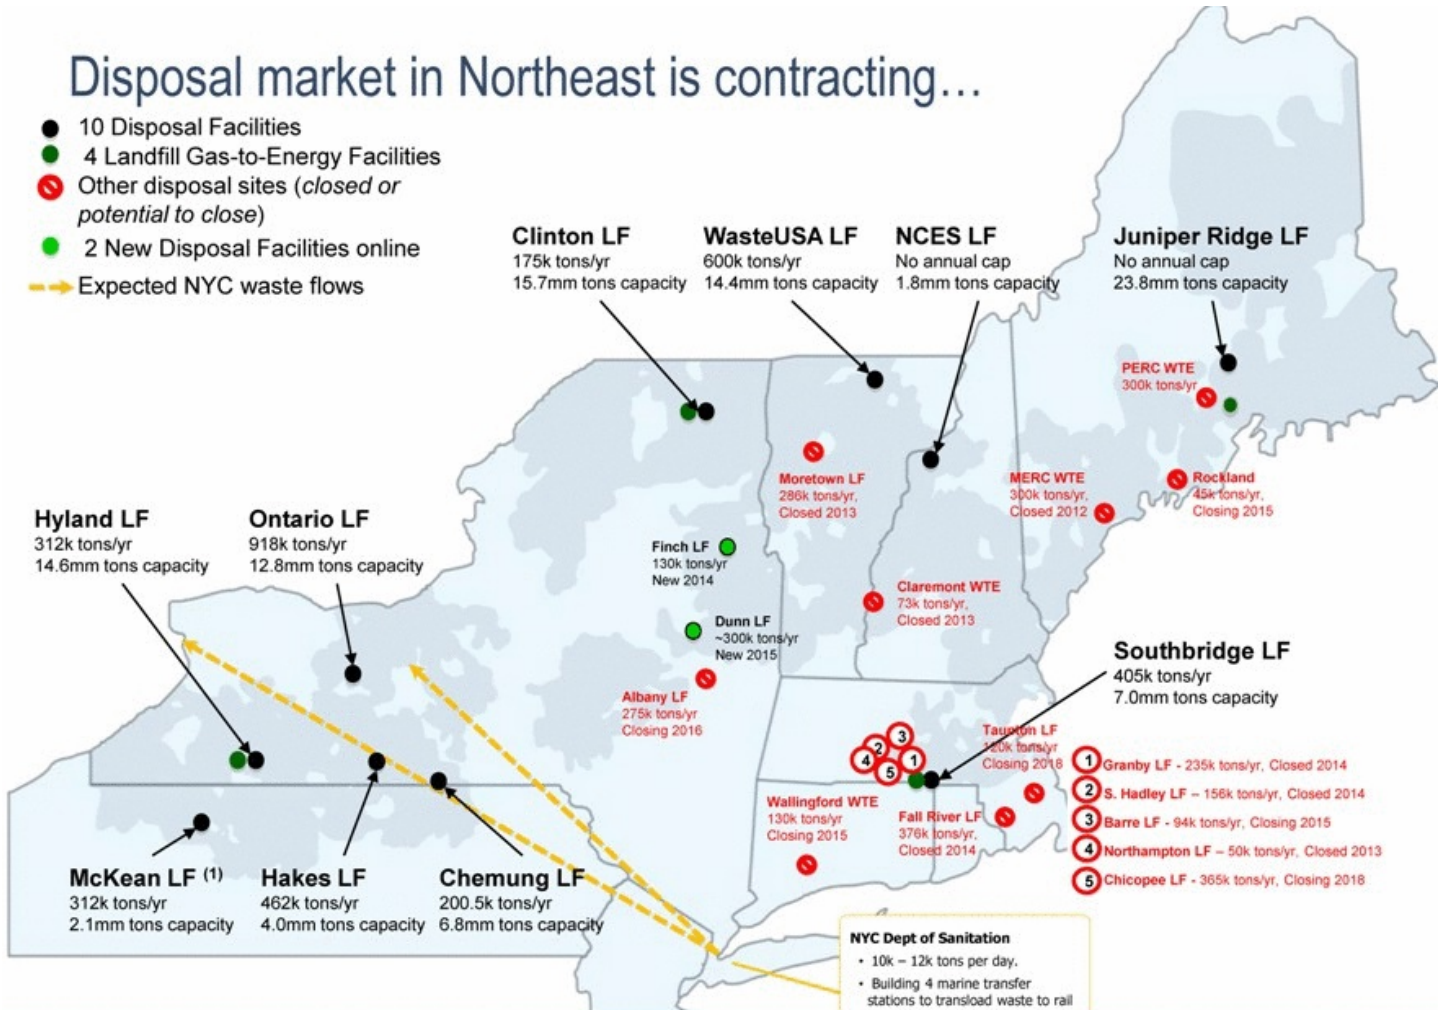 Disposal market in Northeast is contracting…
10 Disposal Facilities
4 Landfill Gas-to-Energy Facilities
Other disposal sites (closed or
potential to close)
2 New Disposal Facilities online
Expected NYC waste flows
Clinton LF
175k tons/yr
15.7mm tons capacity
WasteUSA LF
600k tons/yr
14.4mm tons capacity
NCES LF
No annual cap
1.8mm tons capacity
Juniper Ridge LF
No annual cap
23.8mm tons capacity
PERC WTE
300k tons/yr
Moretown LF
286k tons/yr,
Closed 2013
MERC WTE
300k tons/yr,
Closed 2012
Rockland
45k tons/yr,
Closing 2015
Hyland LF
312k tons/yr
14.6mm tons capacity
Ontario LF
918k tons/yr
12.8mm tons capacity
Finch LF
130k tons/yr
New 2014
Claremont WTE
73k tons/yr,
Closed 2013
Dunn LF
~300k tons/yr
New 2015
Albany LF
275k tons/yr
Closing 2016
Southbridge LF
405k tons/yr
7.0mm tons capacity
Taunton LF
120k tons/yr
Closing 2018
3
2
4
1
5
Wallingford WTE
130k tons/yr
Closing 2015
Fall River LF
376k tons/yr,
Closed 2014
1 Granby LF - 235k tons/yr, Closed 2014
2 S. Hadley LF – 156k tons/yr, Closed 2014
3 Barre LF - 94k tons/yr, Closing 2015
4 Northampton LF – 50k tons/yr, Closed 2013
5 Chicopee LF - 365k tons/yr, Closing 2018
McKean LF (1)
312k tons/yr
2.1mm tons capacity
Hakes LF
462k tons/yr
4.0mm tons capacity
Chemung LF
200.5k tons/yr
6.8mm tons capacity
NYC Dept of Sanitation
• 10k – 12k tons per day.
• Building 4 marine transfer
stations to transload waste to rail